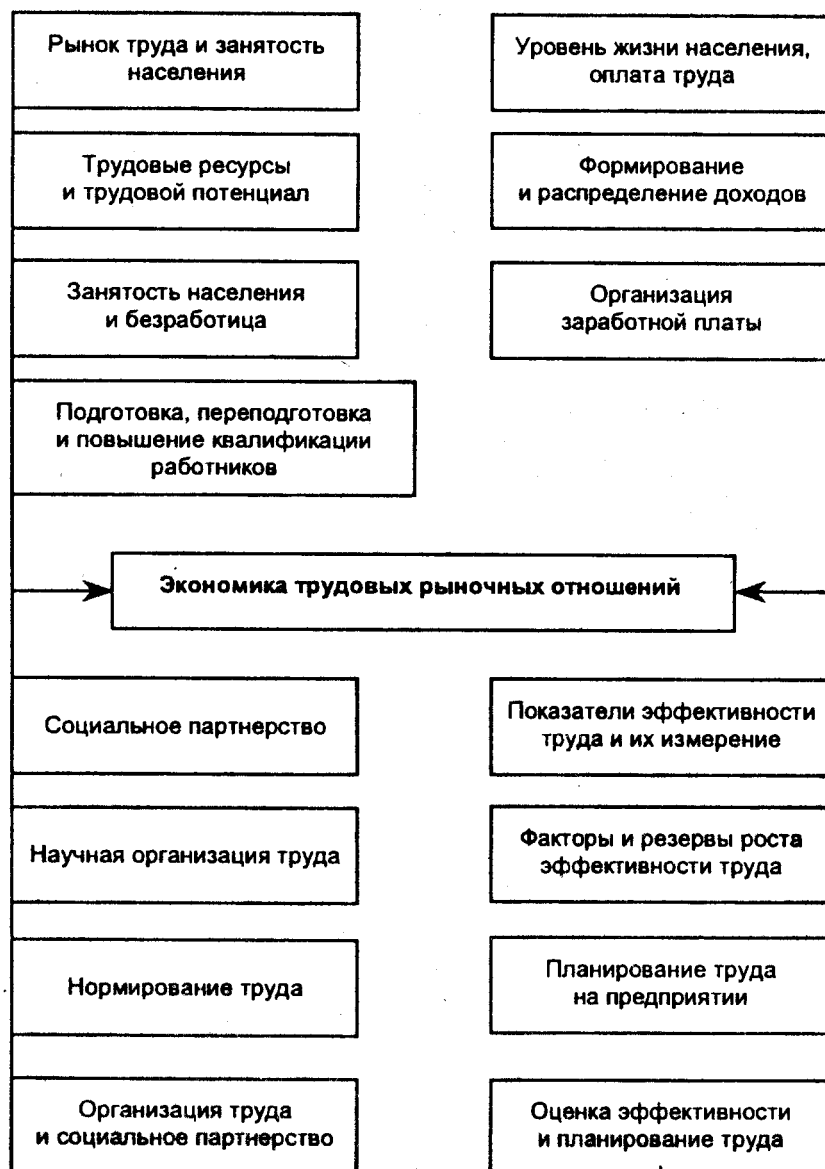 Рынок труда и занятость
населения
Уровень жизни населения,
оплата труда
Трудовые ресурсы
и трудовой потенциал
Формирование
и распределение доходов
Занятость населения
и безработица
Организация
заработной платы
Подготовка, переподготовка
и повышение квалификации
работников
Экономика трудовых рыночных отношений
Социальное партнерство
Показатели эффективности
труда и их измерение
Научная организация труда
Факторы и резервы роста
эффективности труда
Нормирование труда
Планирование труда
на предприятии
Организация труда
и социальное партнерство
Оценка эффективности
и планирование труда